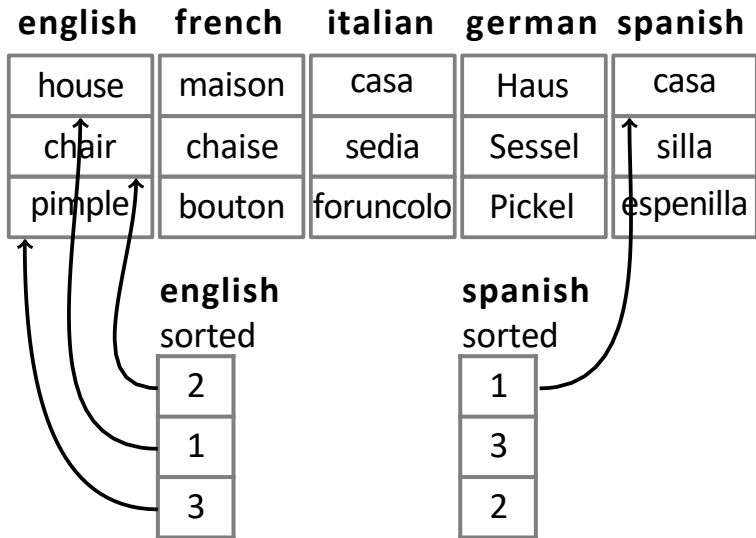 english french italian german spanish
house maison casa Haus casa
chair chaise sedia Sessel silla
pimple bouton foruncolo Pickel espenilla
english spanish
sorted sorted
2 1
1 3
3 2